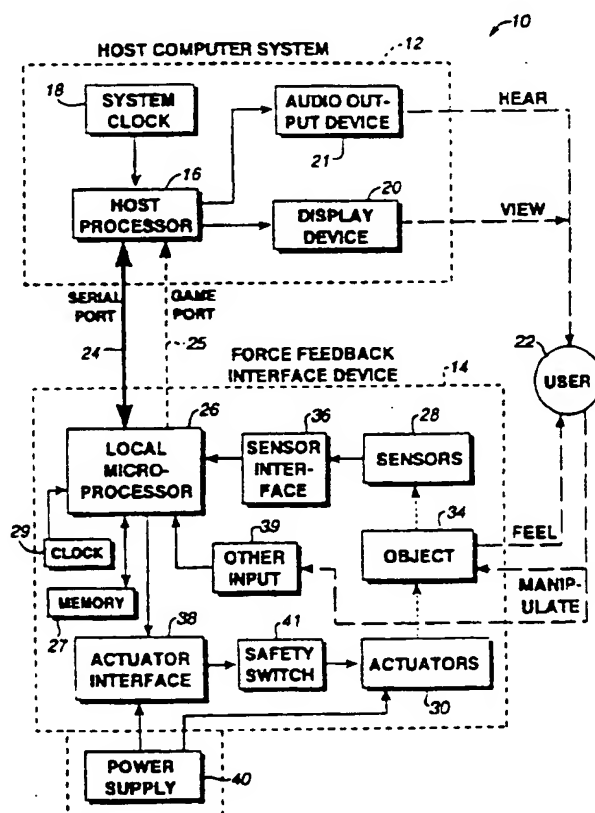 10
HOST COMPUTER SYSTEM
12
18
SYSTEM
CLOCK
AUDIO OUT-
PUT DEVICE
21
HEAR
16
HOST
PROCESSOR
20
DISPLAY
DEVICE
VIEW
SERIAL
PORT
24
GAME
PORT
25
FORCE FEEDBACK
INTERFACE DEVICE
14
22
USER
26
LOCAL
MICRO-
PROCESSOR
36
SENSOR
INTER-
FACE
28
SENSORS
29
CLOCK
39
OTHER
INPUT
34
OBJECT
FEEL
MANIP-
ULATE
MEMORY
27
38
ACTUATOR
INTERFACE
41
SAFETY
SWITCH
ACTUATORS
30
POWER
SUPPLY
40